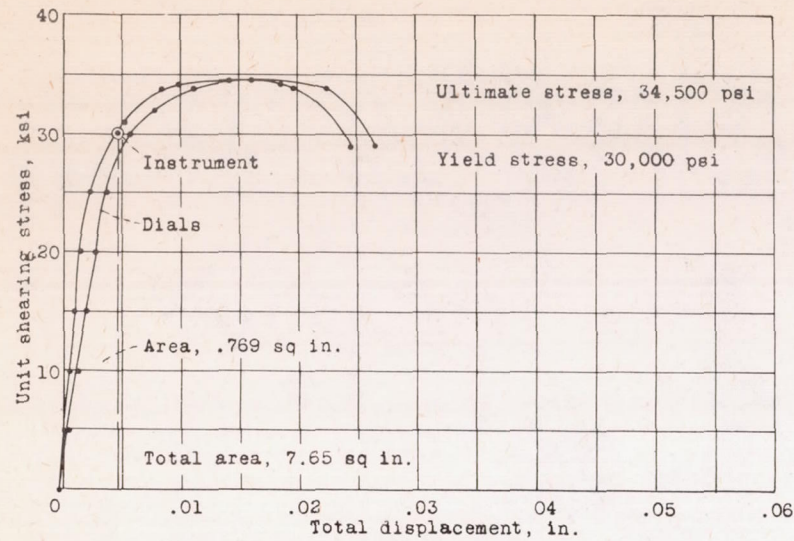 40
Ultimate stress, 34,500 psi
30
Instrument
Yield stress, 30,000 psi
Unit shearing stress, ksi
Dials
20
Area, .769 sq in.
10
Total area, 7.65 sq in.
0 .01 .02 .03 04 .05 .06
Total displacement, in.